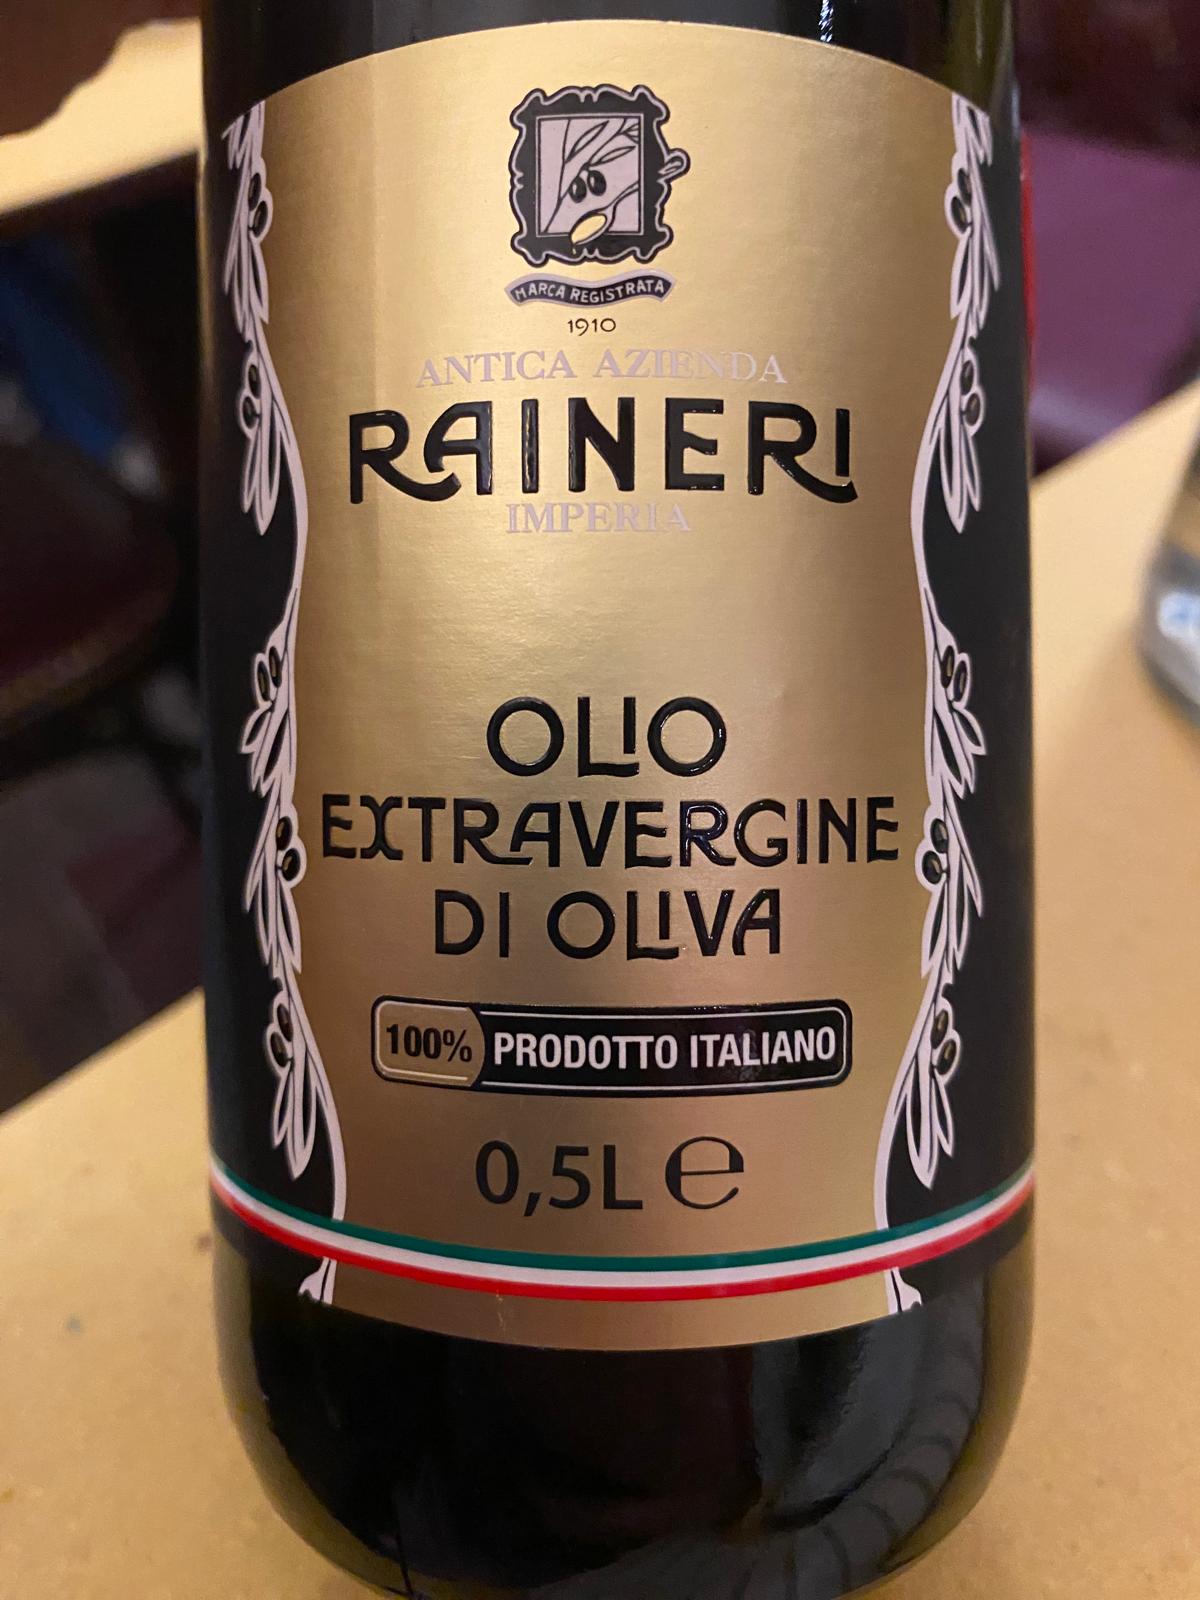 MARCA REGISTRATA
1910
ANTICA AZIENDA
RAINERI
IMPERIA
OLIO
EXTRAVERGINE
DI OLIVA
100% PRODOTTO ITALIANO
0,5L ℮